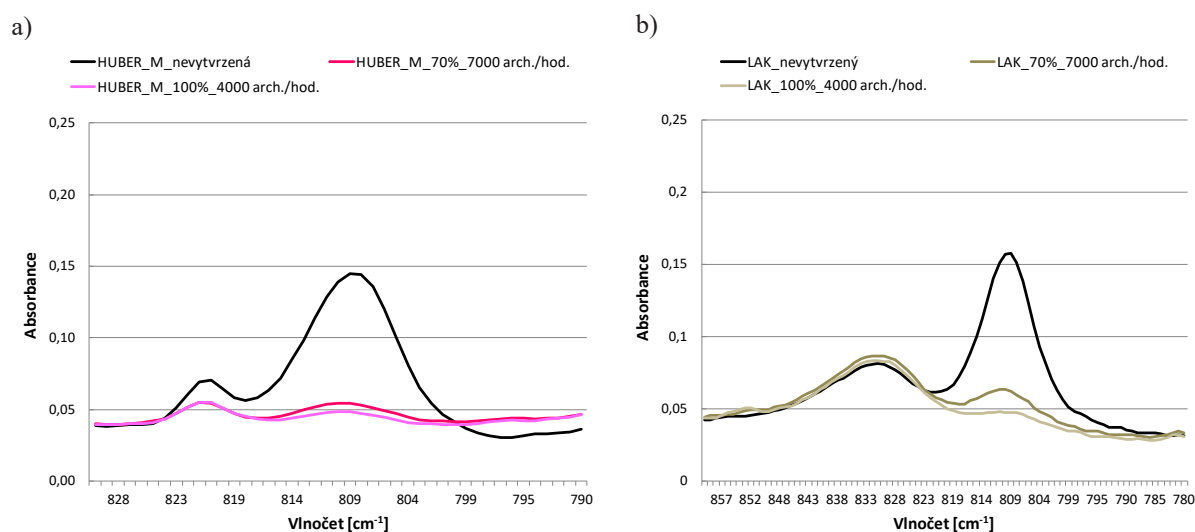 a)
HUBER_M_nevytvrzená HUBER_M_70%_7000 arch./hod.
HUBER_M_100%_4000 arch./hod.
0,25
0,20
0,15
0,10
0,05
0,00
Absorbance
828 823 819 814 809 804 799 795 790
Vlnočet [cm⁻¹]
b)
LAK_nevytvrzený LAK_70%_7000 arch./hod.
LAK_100%_4000 arch./hod.
0,25
0,2
0,15
0,1
0,05
0
Absorbance
857 852 848 843 838 833 828 823 819 814 809 804 799 795 790 785 780
Vlnočet [cm⁻¹]